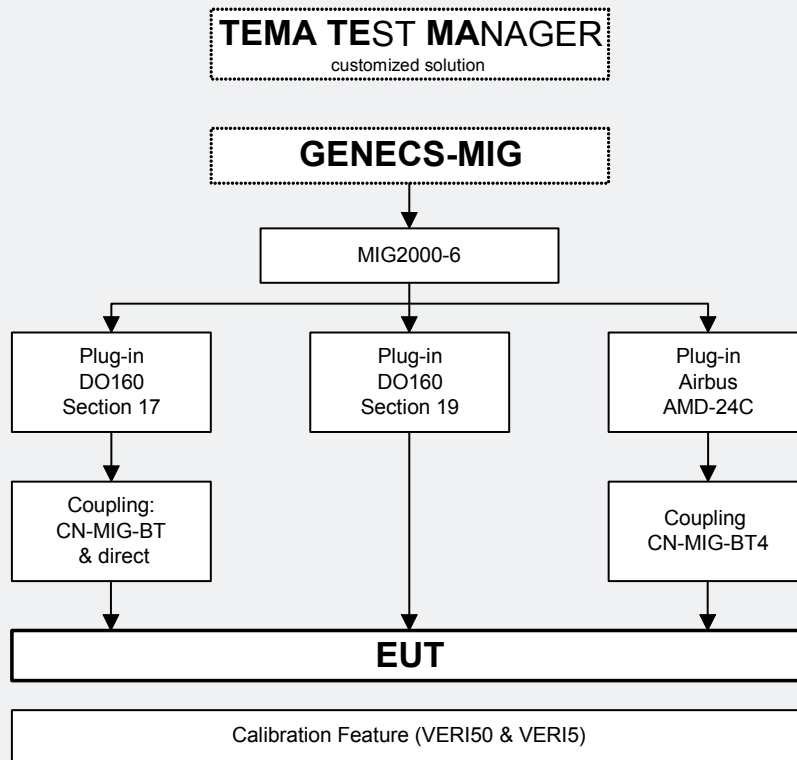 TEMA TEST MANAGER
customized solution
GENECS-MIG
MIG2000-6
Plug-in
DO160
Section 17
Plug-in
DO160
Section 19
Plug-in
Airbus
AMD-24C
Coupling:
CN-MIG-BT
& direct
Coupling
CN-MIG-BT4
EUT
Calibration Feature (VERI50 & VERI5)